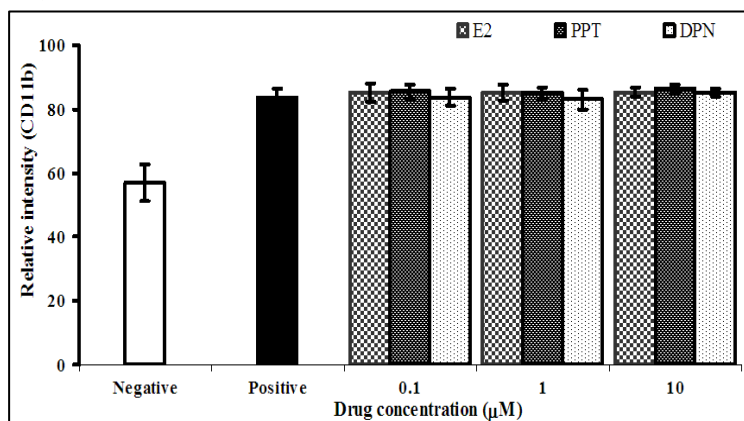 E2 PPT DPN
Relative intensity (CD11b)
100
80
60
40
20
0
Negative Positive 0.1 1 10
Drug concentration (µM)